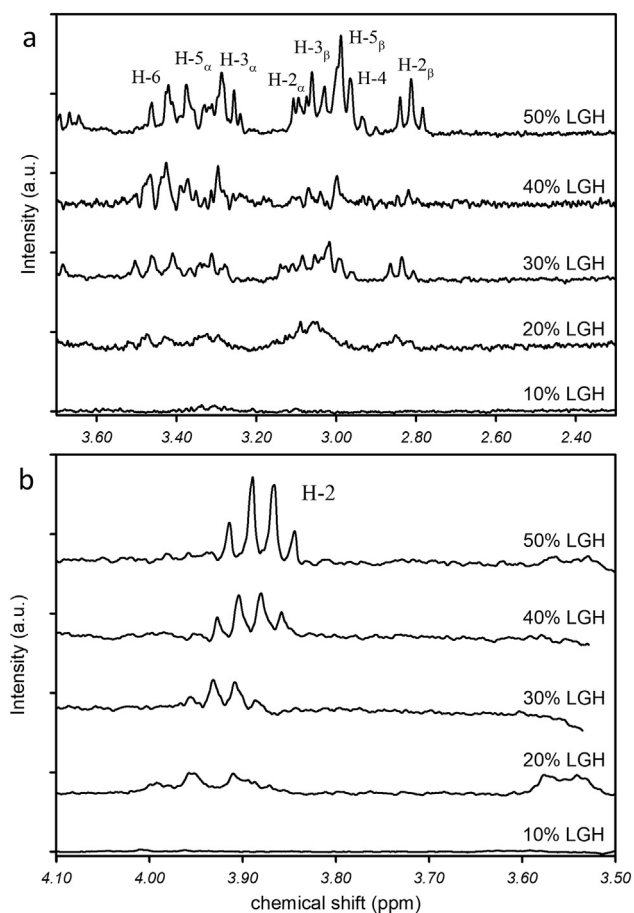 a
H-6
H-5α
H-3α
H-2α
H-3β
H-5β
H-4
H-2β
50% LGH
40% LGH
30% LGH
20% LGH
10% LGH
Intensity (a.u.)
3.60 3.40 3.20 3.00 2.80 2.60 2.40
b
H-2
50% LGH
40% LGH
30% LGH
20% LGH
10% LGH
Intensity (a.u.)
4.10 4.00 3.90 3.80 3.70 3.60 3.50
chemical shift (ppm)